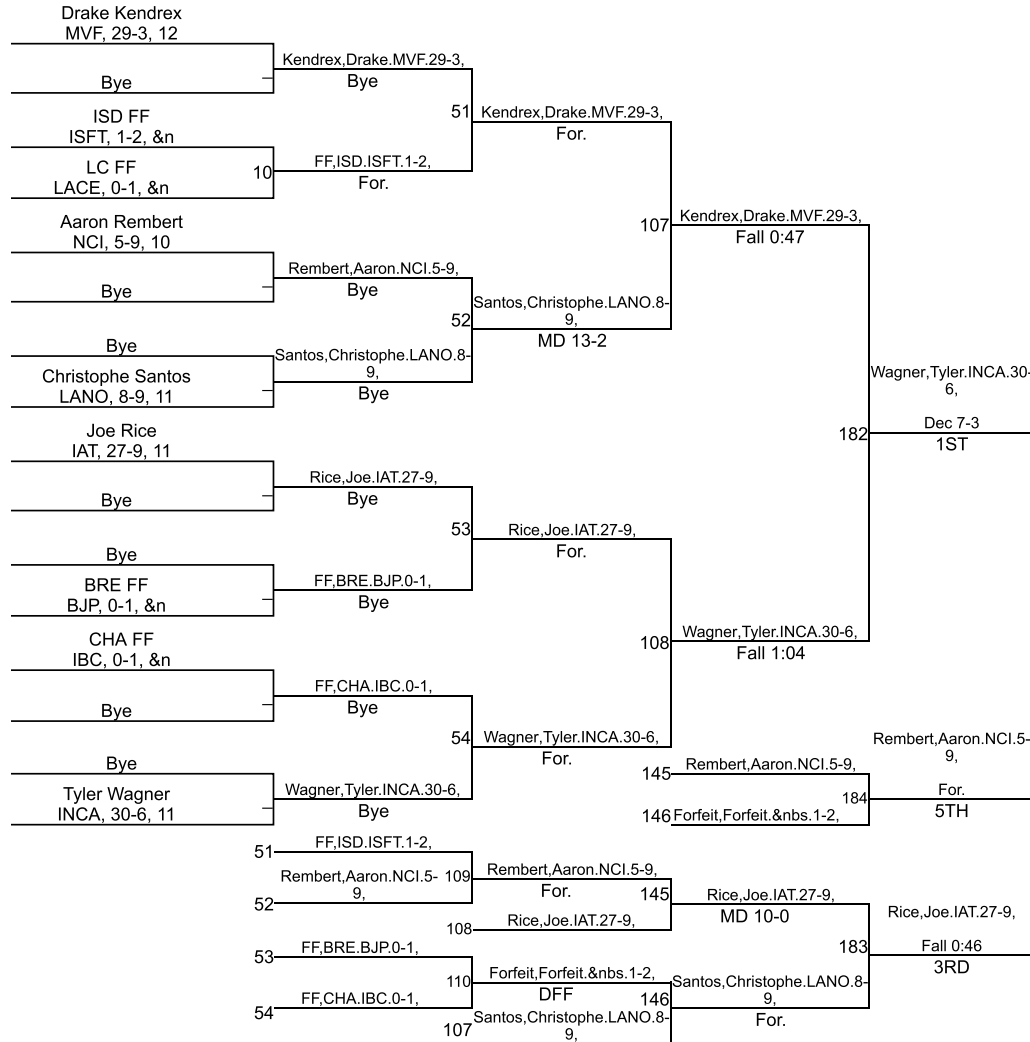 Drake Kendrex
MVF, 29-3, 12
Kendrex,Drake.MVF.29-3,
Bye
Bye
51
Kendrex,Drake.MVF.29-3,
For.
ISD FF
ISFT, 1-2, &n
10
FF,ISD.ISFT.1-2,
For.
LC FF
LACE, 0-1, &n
107
Kendrex,Drake.MVF.29-3,
Fall 0:47
Aaron Rembert
NCI, 5-9, 10
Rembert,Aaron.NCI.5-9,
Bye
Bye
52
Santos,Christophe.LANO.8-
9,
MD 13-2
Bye
Santos,Christophe.LANO.8-
9,
Bye
Christophe Santos
LANO, 8-9, 11
182
Wagner,Tyler.INCA.30-
6,
Dec 7-3
1ST
Joe Rice
IAT, 27-9, 11
Rice,Joe.IAT.27-9,
Bye
Bye
53
Rice,Joe.IAT.27-9,
For.
Bye
FF,BRE.BJP.0-1,
Bye
BRE FF
BJP, 0-1, &n
108
Wagner,Tyler.INCA.30-6,
Fall 1:04
CHA FF
IBC, 0-1, &n
FF,CHA.IBC.0-1,
Bye
Bye
54
Wagner,Tyler.INCA.30-6,
For.
Bye
Wagner,Tyler.INCA.30-6,
Bye
Tyler Wagner
INCA, 30-6, 11
145
Rembert,Aaron.NCI.5-9,
184
Rembert,Aaron.NCI.5-
9,
For.
5TH
146
Forfeit,Forfeit.&nbs.1-2,
51
FF,ISD.ISFT.1-2,
109
Rembert,Aaron.NCI.5-9,
For.
52
Rembert,Aaron.NCI.5-
9,
145
Rice,Joe.IAT.27-9,
MD 10-0
108
Rice,Joe.IAT.27-9,
183
Rice,Joe.IAT.27-9,
Fall 0:46
3RD
53
FF,BRE.BJP.0-1,
110
Forfeit,Forfeit.&nbs.1-2,
DFF
54
FF,CHA.IBC.0-1,
146
Santos,Christophe.LANO.8-
9,
For.
107
Santos,Christophe.LANO.8-
9,